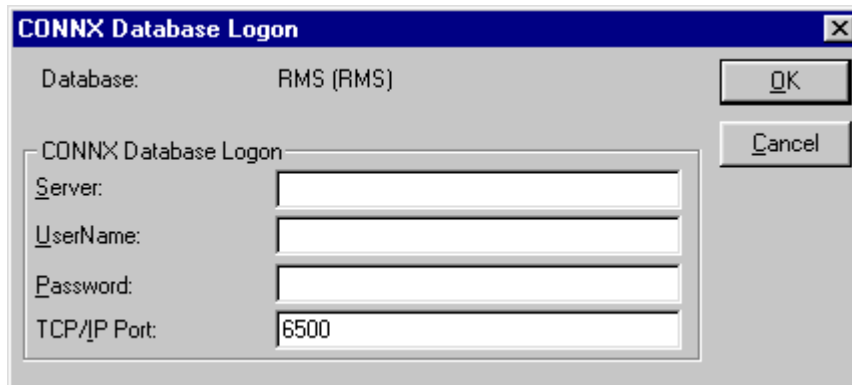 CONNX Database Logon
Database: RMS (RMS)
OK
Cancel
CONNX Database Logon
Server:
UserName:
Password:
TCP/IP Port: 6500